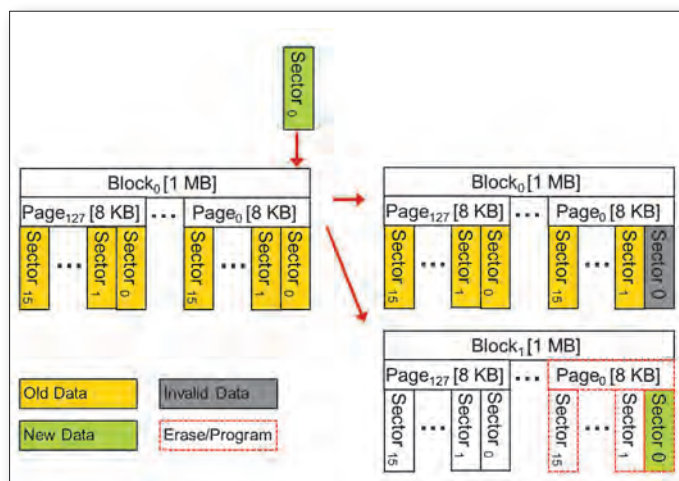 Sector 0
Block0 [1 MB]
Page127 [8 KB] ... Page0 [8 KB]
Sector 15 ... Sector 1 Sector 0 Sector 15 ... Sector 1 Sector 0
Block0 [1 MB]
Page127 [8 KB] ... Page0 [8 KB]
Sector 15 ... Sector 1 Sector 0 Sector 15 ... Sector 1 Sector 0
Block1 [1 MB]
Page127 [8 KB] ... Page0 [8 KB]
Sector 15 ... Sector 1 Sector 0 Sector 15 ... Sector 1 Sector 0
Old Data
Invalid Data
New Data
Erase/Program